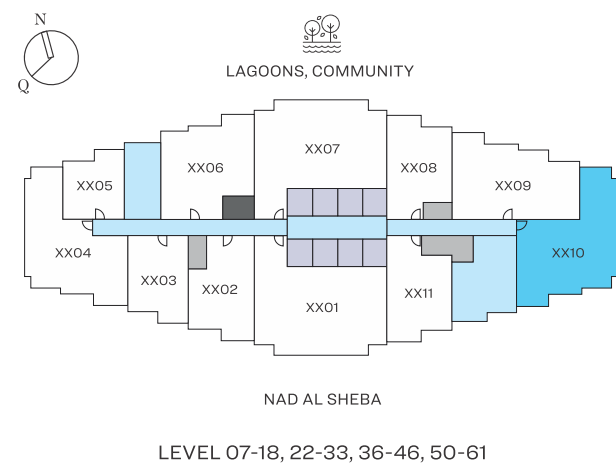 N
Q
LAGOONS, COMMUNITY
XX07
XX06
XX08
XX05
XX09
XX04
XX10
XX03
XX02
XX11
XX01
NAD AL SHEBA
LEVEL 07-18, 22-33, 36-46, 50-61